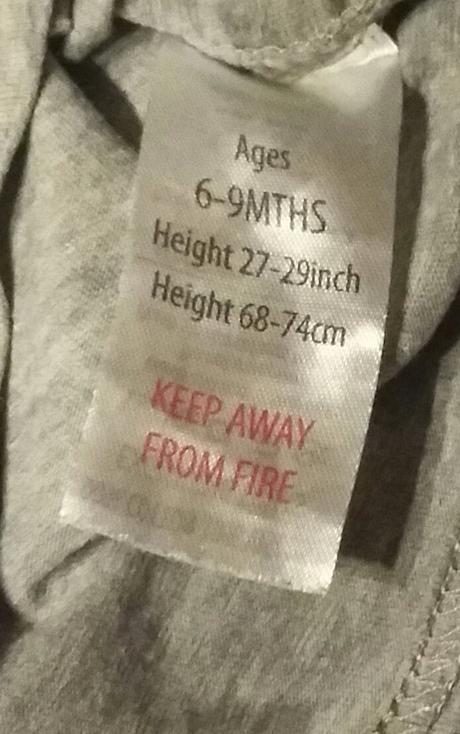 Ages
6-9MTHS
Height 27-29inch
Height 68-74cm
KEEP AWAY
FROM FIRE